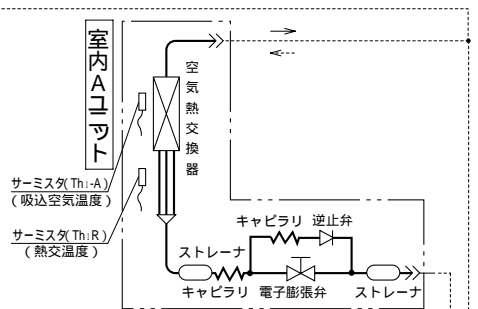 室内Aユニット
空気熱交換器
サーミスタ(Th₁-A)
(吸込空気温度)
サーミスタ(Th₁R)
(熱交温度)
キャピラリ 逆止弁
ストレーナ
キャピラリ 電子膨張弁 ストレーナ